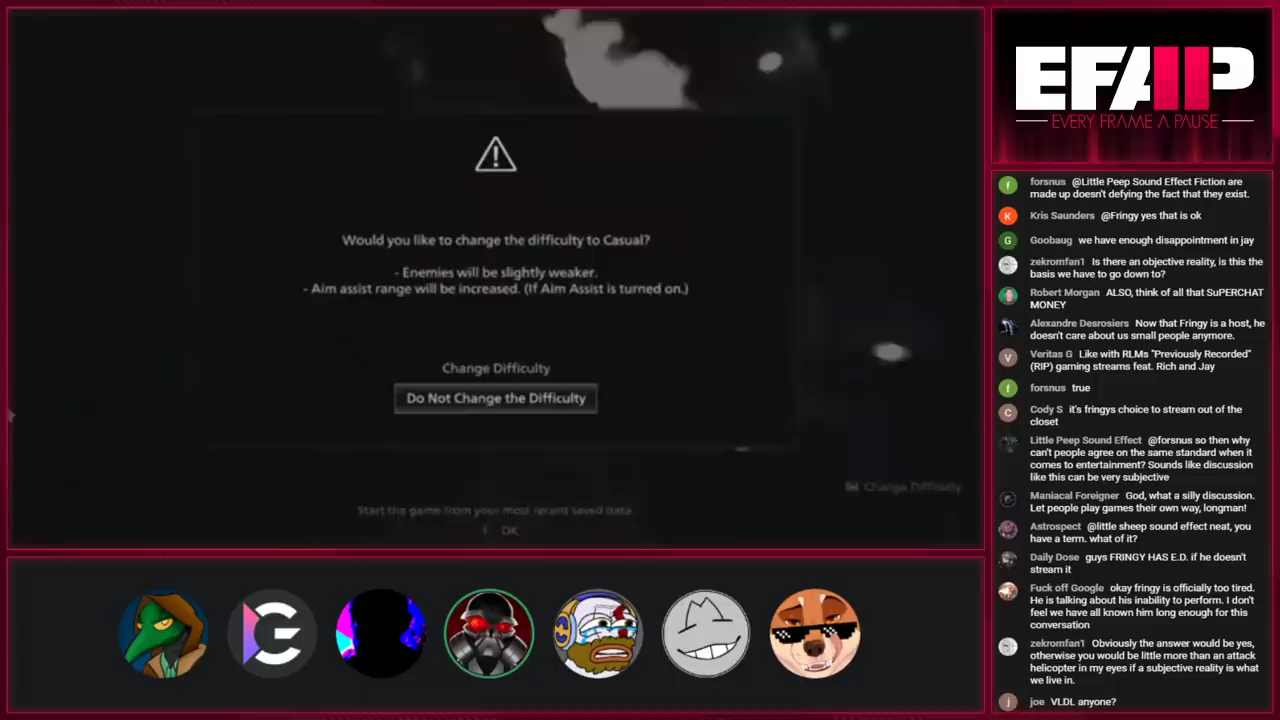 Would you like to change the difficulty to Casual?
- Enemies will be slightly weaker.
- Aim assist range will be increased. (If Aim Assist is turned on.)
Change Difficulty
Do Not Change the Difficulty
Change Difficulty
Start the game from your most recent saved data
OK
EFAP
EVERY FRAME A PAUSE
forsnus @Little Peep Sound Effect Fiction are
made up doesn't defying the fact that they exist.
Kris Saunders @Fringy yes that is ok
Goobaug we have enough disappointment in jay
zekromfan1 Is there an objective reality, is this the
basis we have to go down to?
Robert Morgan ALSO, think of all that SuPERCHAT
MONEY
Alexandre Desrosiers Now that Fringy is a host, he
doesn't care about us small people anymore.
Veritas G Like with RLMs "Previously Recorded"
(RIP) gaming streams feat. Rich and Jay
forsnus true
Cody S it's fringys choice to stream out of the
closet
Little Peep Sound Effect @forsnus so then why
can't people agree on the same standard when it
comes to entertainment? Sounds like discussion
like this can be very subjective
Maniacal Foreigner God, what a silly discussion.
Let people play games their own way, longman!
Astrospect @little sheep sound effect neat, you
have a term. what of it?
Daily Dose guys FRINGY HAS E.D. if he doesn't
stream it
Fuck off Google okay fringy is officially too tired.
He is talking about his inability to perform. I don't
feel we have all known him long enough for this
conversation
zekromfan1 Obviously the answer would be yes,
otherwise you would be little more than an attack
helicopter in my eyes if a subjective reality is what
we live in.
joe VLDL anyone?